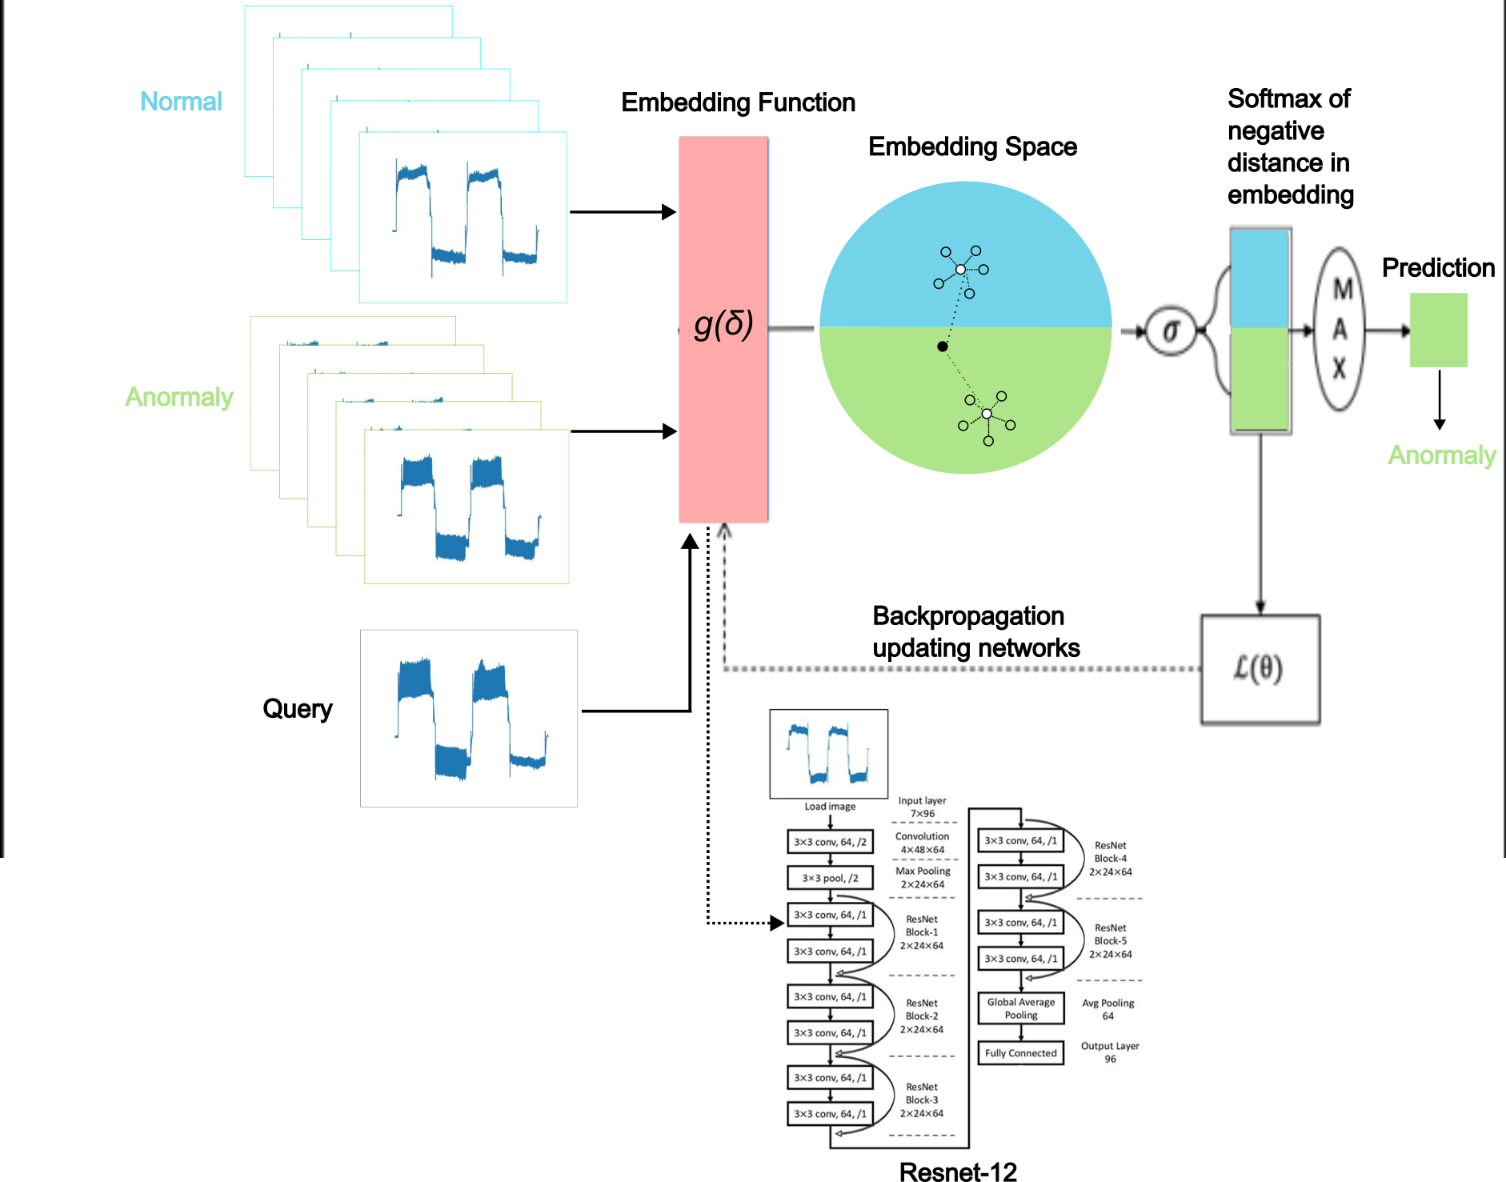 Normal
Anormaly
Query
Embedding Function
g(δ)
Embedding Space
σ
Softmax of
negative
distance in
embedding
M
A
X
Prediction
Anormaly
Backpropagation
updating networks
ℒ(θ)
Load image
3×3 conv, 64, /2
3×3 pool, /2
3×3 conv, 64, /1
3×3 conv, 64, /1
3×3 conv, 64, /1
3×3 conv, 64, /1
3×3 conv, 64, /1
3×3 conv, 64, /1
Input layer
7×96
Convolution
4×48×64
Max Pooling
2×24×64
ResNet
Block-1
2×24×64
ResNet
Block-2
2×24×64
ResNet
Block-3
2×24×64
3×3 conv, 64, /1
3×3 conv, 64, /1
3×3 conv, 64, /1
3×3 conv, 64, /1
Global Average
Pooling
Fully Connected
ResNet
Block-4
2×24×64
ResNet
Block-5
2×24×64
Avg Pooling
64
Output Layer
96
Resnet-12